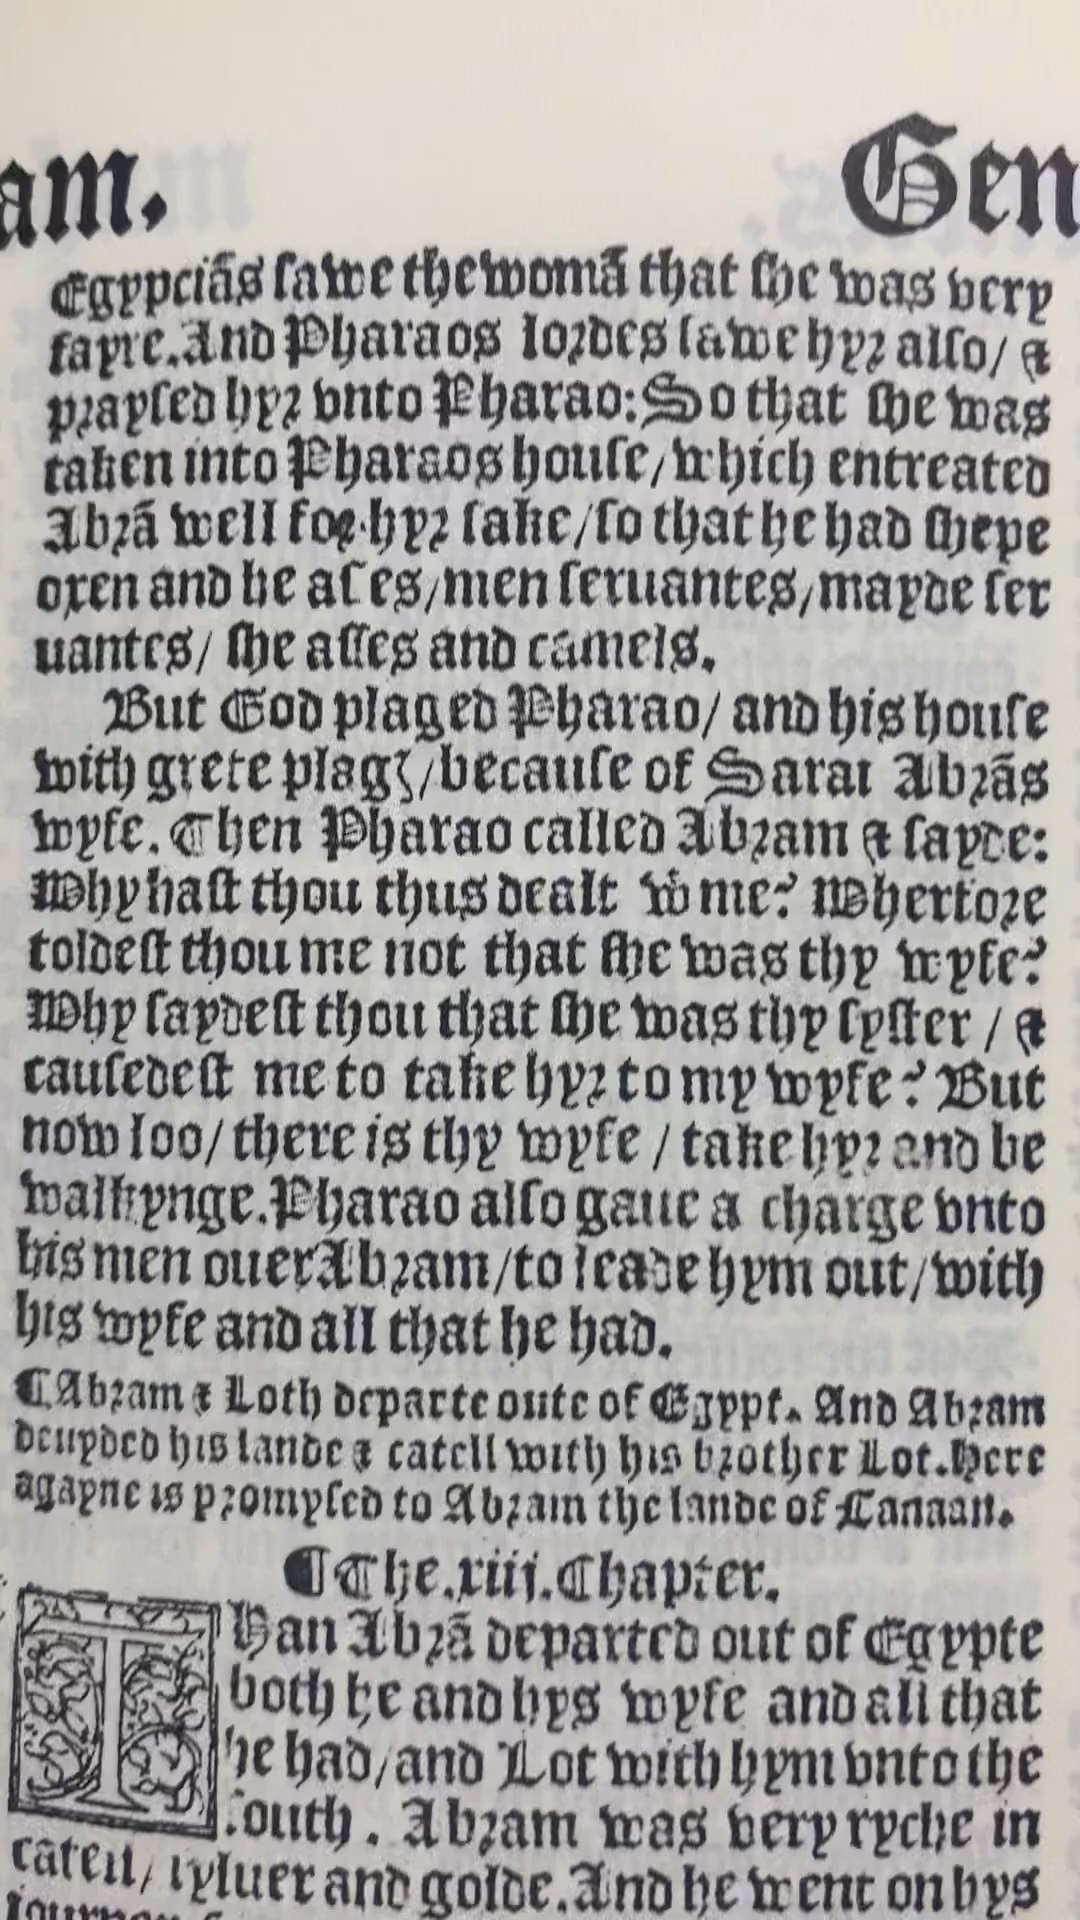 am. Gen
Egypciãs sawe the womã that she was very
fayre. And Pharaos lordes sawe hyr also/ &
praysed hyr vnto Pharao: So that she was
taken into Pharaos house/ which entreated
Abrã well for hyr sake/ so that he had shepe
oxen and he asses/ men seruantes/ mayde ser
uantes/ she asses and camels.
But God plaged Pharao/ and his house
with grete plagꝭ/ because of Sarai Abrãs
wyfe. Then Pharao called Abram & sayde:
Why hast thou thus dealt wͭ me? Wherfore
toldest thou me not that she was thy wyfe?
Why saydest thou that she was thy syster / &
causedest me to take hyr to my wyfe? But
now loo/ there is thy wyfe / take hyr and be
walkynge. Pharao also gaue a charge vnto
his men ouer Abram/ to leade hym out/ with
his wyfe and all that he had.
¶ Abram & Loth departe oute of Egypt. And Abram
deuyded his lande & catell with his brother Lot. Here
agayne is promysed to Abram the lande of Canaan.
¶ The .xiij. Chapter.
THan Abrã departed out of Egypte
both he and hys wyfe and all that
he had/ and Lot with hym vnto the
south. Abram was very ryche in
catell/ syluer and golde. And he went on hys